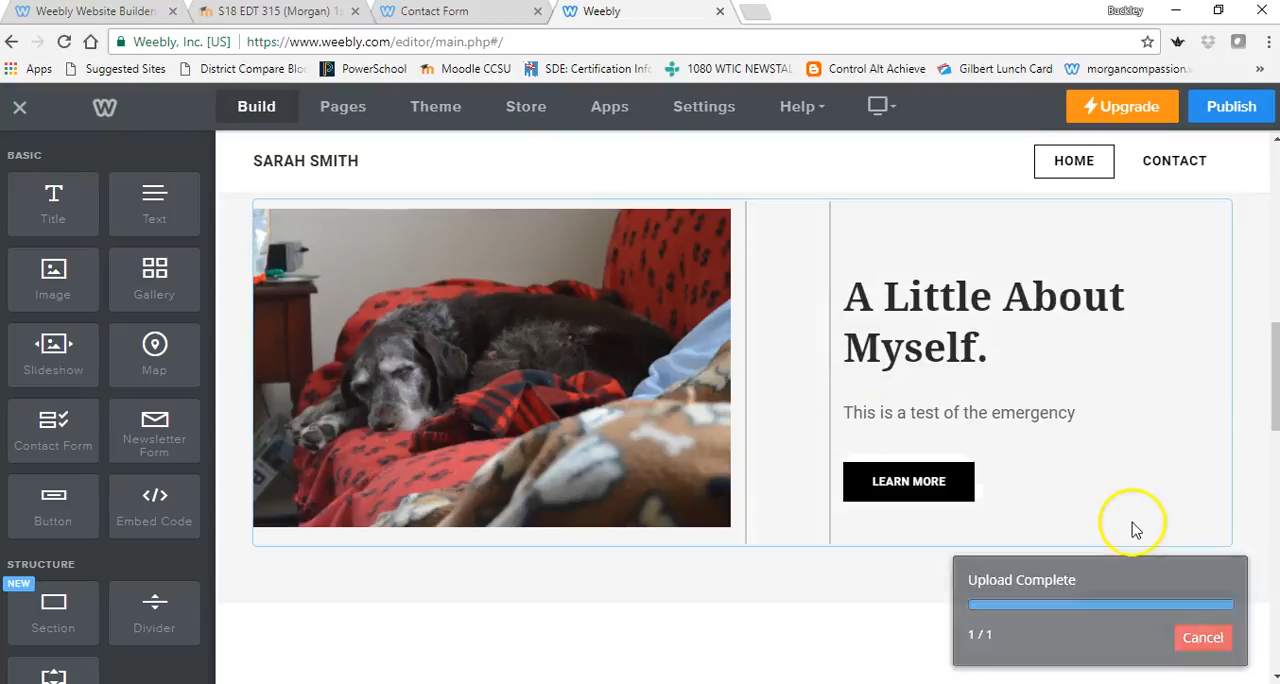 Weebly Website Builder
S18 EDT 315 (Morgan) 1s
Contact Form
Weebly
Buckley
Weebly, Inc. [US]
https://www.weebly.com/editor/main.php#/
Apps
Suggested Sites
District Compare Blo
PowerSchool
Moodle CCSU
SDE: Certification Info
1080 WTIC NEWSTAL
Control Alt Achieve
Gilbert Lunch Card
morgancompassion.w
»
Build
Pages
Theme
Store
Apps
Settings
Help
Upgrade
Publish
BASIC
Title
Text
Image
Gallery
Slideshow
Map
Contact Form
Newsletter
Form
Button
Embed Code
STRUCTURE
NEW
Section
Divider
SARAH SMITH
HOME
CONTACT
A Little About
Myself.
This is a test of the emergency
LEARN MORE
Upload Complete
1 / 1
Cancel